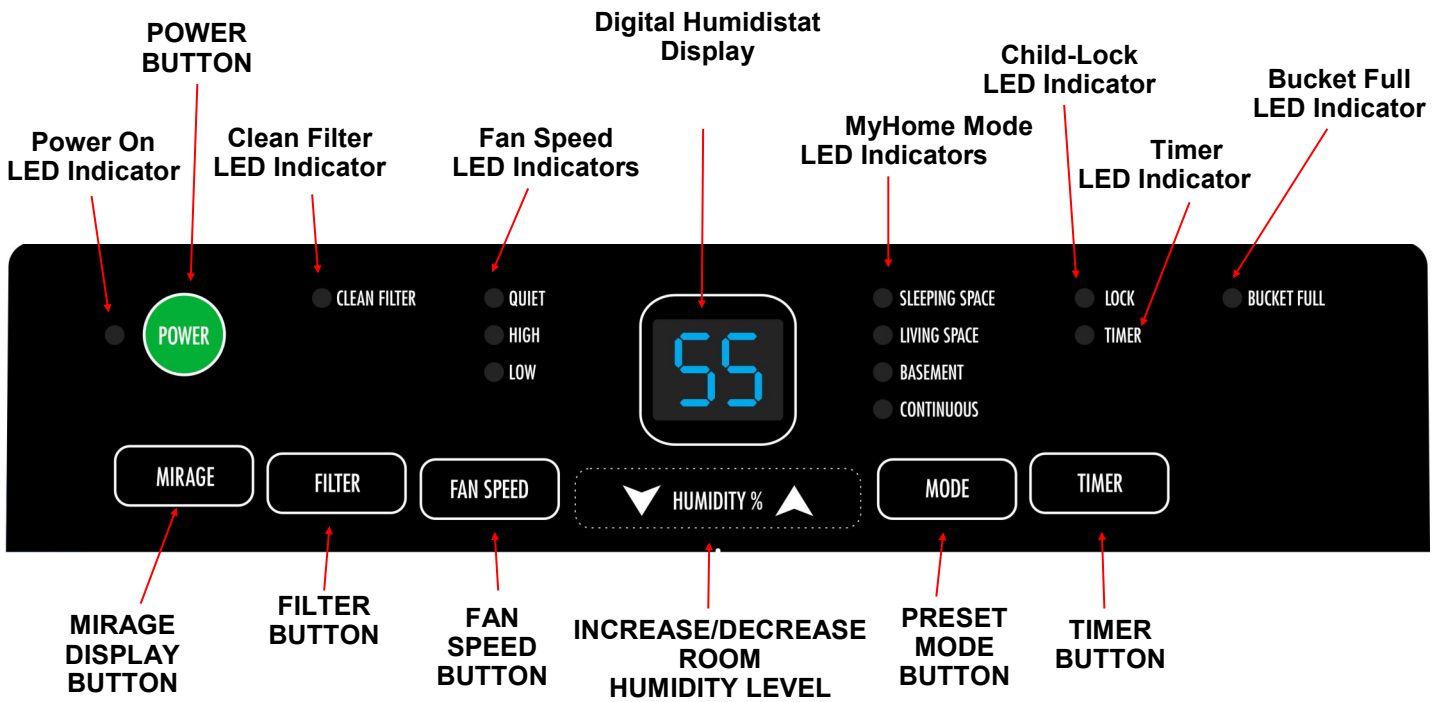 POWER
BUTTON
Digital Humidistat
Display
Child-Lock
LED Indicator
Bucket Full
LED Indicator
Power On
LED Indicator
Clean Filter
LED Indicator
Fan Speed
LED Indicators
MyHome Mode
LED Indicators
Timer
LED Indicator
POWER
CLEAN FILTER
QUIET
HIGH
LOW
55
SLEEPING SPACE
LIVING SPACE
BASEMENT
CONTINUOUS
LOCK
TIMER
BUCKET FULL
MIRAGE
FILTER
FAN SPEED
HUMIDITY %
MODE
TIMER
MIRAGE
DISPLAY
BUTTON
FILTER
BUTTON
FAN
SPEED
BUTTON
INCREASE/DECREASE
ROOM
HUMIDITY LEVEL
PRESET
MODE
BUTTON
TIMER
BUTTON